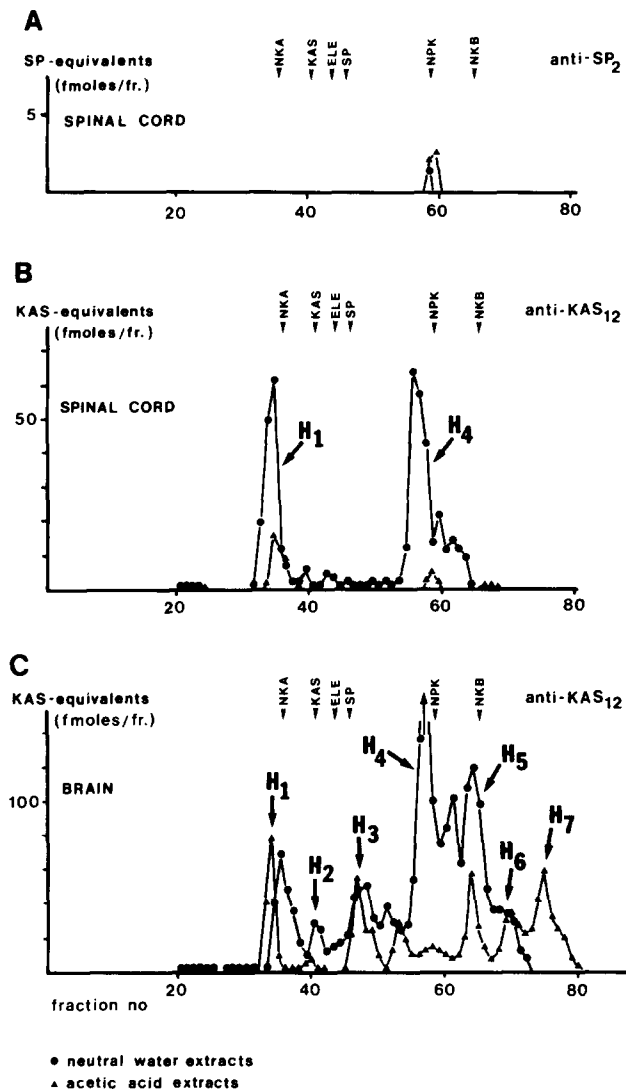 A
SP-equivalents
(fmoles/fr.)
NKA
KAS
ELE
SP
NPK
NKB
anti-SP₂
5
SPINAL CORD
20
40
60
80
B
KAS-equivalents
(fmoles/fr.)
NKA
KAS
ELE
SP
NPK
NKB
anti-KAS₁₂
50
SPINAL CORD
H₁
H₄
20
40
60
80
C
KAS-equivalents
(fmoles/fr.)
NKA
KAS
ELE
SP
NPK
NKB
anti-KAS₁₂
100
BRAIN
H₁
H₂
H₃
H₄
H₅
H₆
H₇
20
40
60
80
fraction no
● neutral water extracts
▲ acetic acid extracts